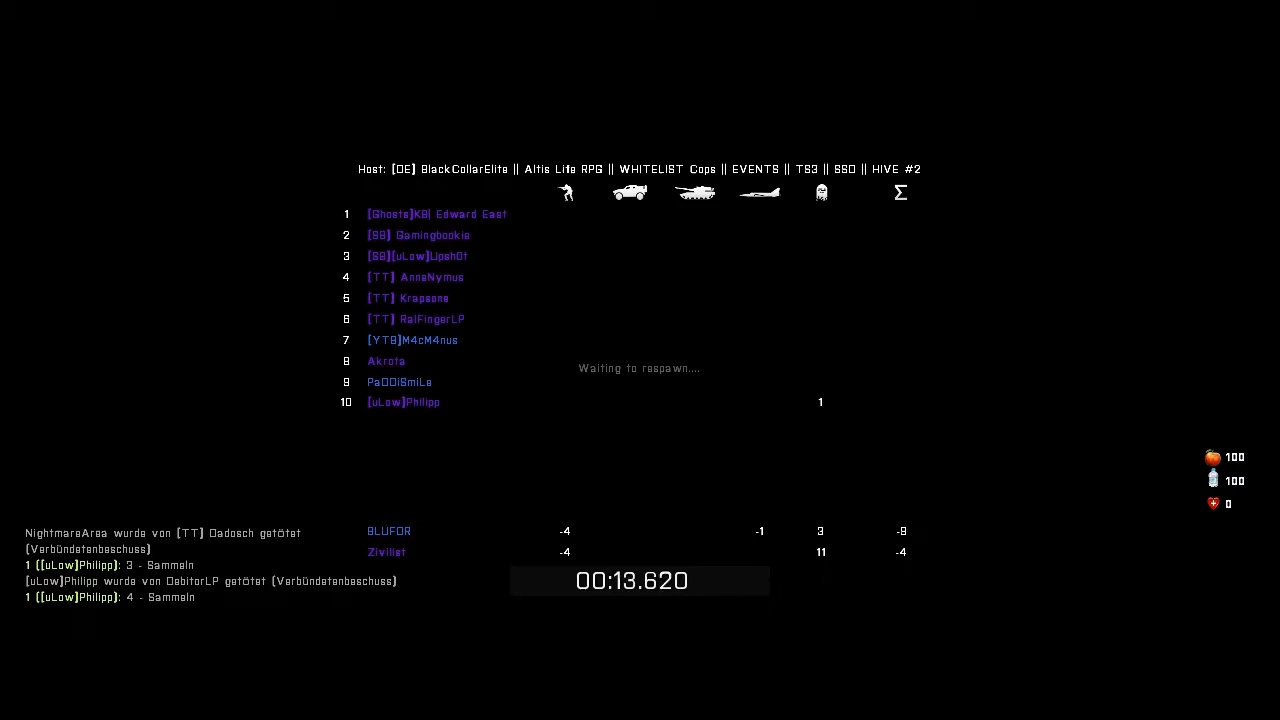 Host: [DE] BlackCollarElite || Altis Life RPG || WHITELIST Cops || EVENTS || TS3 || SSD || HIVE #2
Σ
1 [Ghosts]KB| Edward East
2 [SB] Gamingbookie
3 [SB][uLow]Upsh0t
4 [TT] AnneNymus
5 [TT] Krapsone
6 [TT] RalFingerLP
7 [YTB]M4cM4nus
8 Akrota
9 PaDDiSmiLe
10 [uLow]Philipp 1
Waiting to respawn....
100
100
0
BLUFOR -4 -1 3 -9
Zivilist -4 11 -4
00:13.620
NightmareArea wurde von [TT] Dadosch getötet
(Verbündetenbeschuss)
1 ([uLow]Philipp): 3 - Sammeln
[uLow]Philipp wurde von DebitorLP getötet (Verbündetenbeschuss)
1 ([uLow]Philipp): 4 - Sammeln